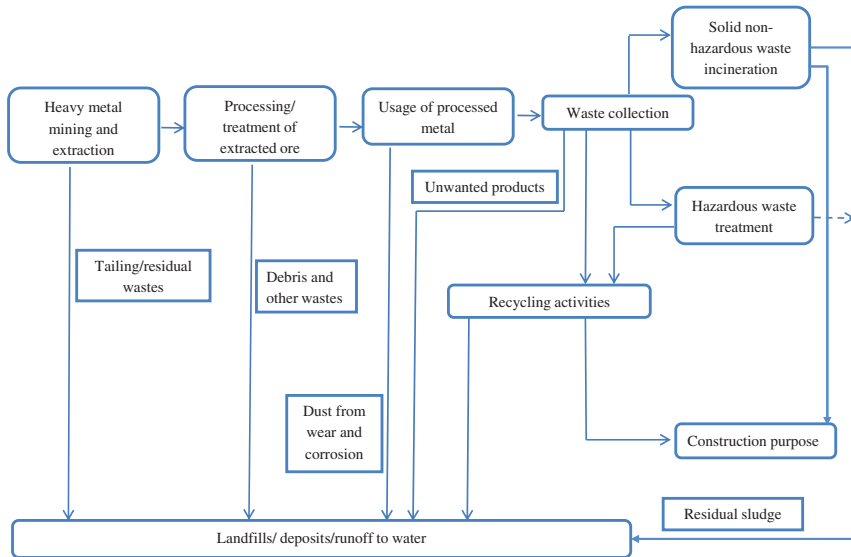 Heavy metal
mining and
extraction
Processing/
treatment of
extracted ore
Usage of processed
metal
Waste collection
Solid non-
hazardous waste
incineration
Unwanted products
Hazardous waste
treatment
Tailing/residual
wastes
Debris and
other wastes
Recycling activities
Dust from
wear and
corrosion
Construction purpose
Residual sludge
Landfills/ deposits/runoff to water